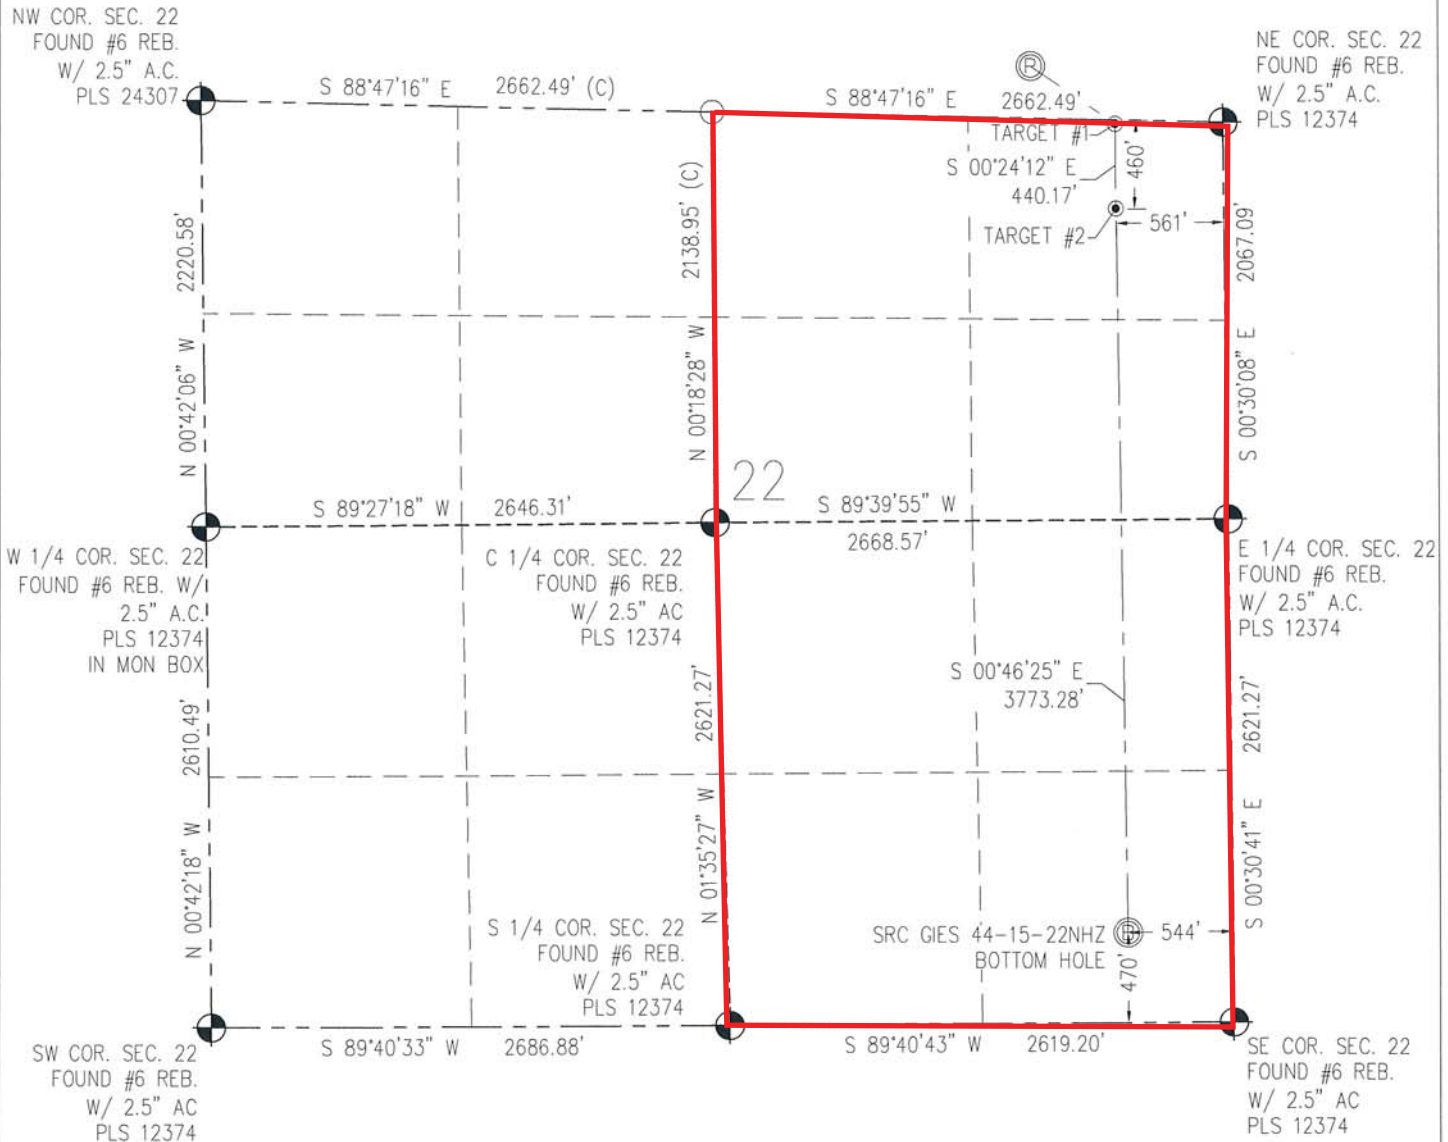 NW COR. SEC. 22
FOUND #6 REB.
W/ 2.5" A.C.
PLS 24307
S 88°47'16" E 2662.49' (C)
S 88°47'16" E 2662.49'
R
NE COR. SEC. 22
FOUND #6 REB.
W/ 2.5" A.C.
PLS 12374
TARGET #1
S 00°24'12" E
440.17'
460'
TARGET #2
561'
N 00°42'06" W 2220.58'
N 00°18'28" W 2138.95' (C)
S 00°30'08" E 2067.09'
22
S 89°27'18" W 2646.31'
S 89°39'55" W
2668.57'
W 1/4 COR. SEC. 22
FOUND #6 REB. W/
2.5" A.C.
PLS 12374
IN MON BOX
C 1/4 COR. SEC. 22
FOUND #6 REB.
W/ 2.5" AC
PLS 12374
E 1/4 COR. SEC. 22
FOUND #6 REB.
W/ 2.5" A.C.
PLS 12374
S 00°46'25" E
3773.28'
N 00°42'18" W 2610.49'
N 01°35'27" W 2621.27'
S 00°30'41" E 2621.27'
S 1/4 COR. SEC. 22
FOUND #6 REB.
W/ 2.5" AC
PLS 12374
SRC GIES 44-15-22NHZ
BOTTOM HOLE
B
544'
470'
SW COR. SEC. 22
FOUND #6 REB.
W/ 2.5" AC
PLS 12374
S 89°40'33" W 2686.88'
S 89°40'43" W 2619.20'
SE COR. SEC. 22
FOUND #6 REB.
W/ 2.5" AC
PLS 12374